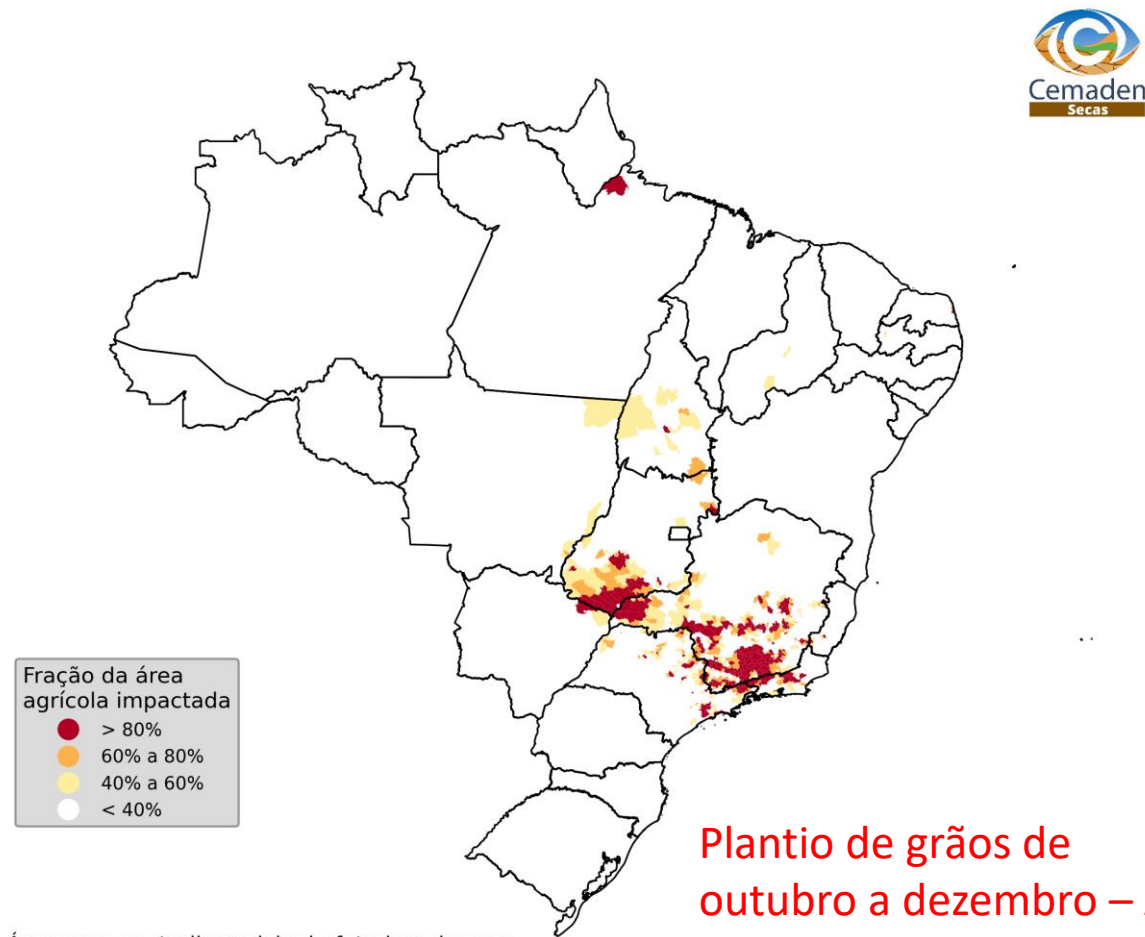 Cemaden
Secas
Fração da área
agrícola impactada
> 80%
60% a 80%
40% a 60%
< 40%
Plantio de grãos de
outubro a dezembro –